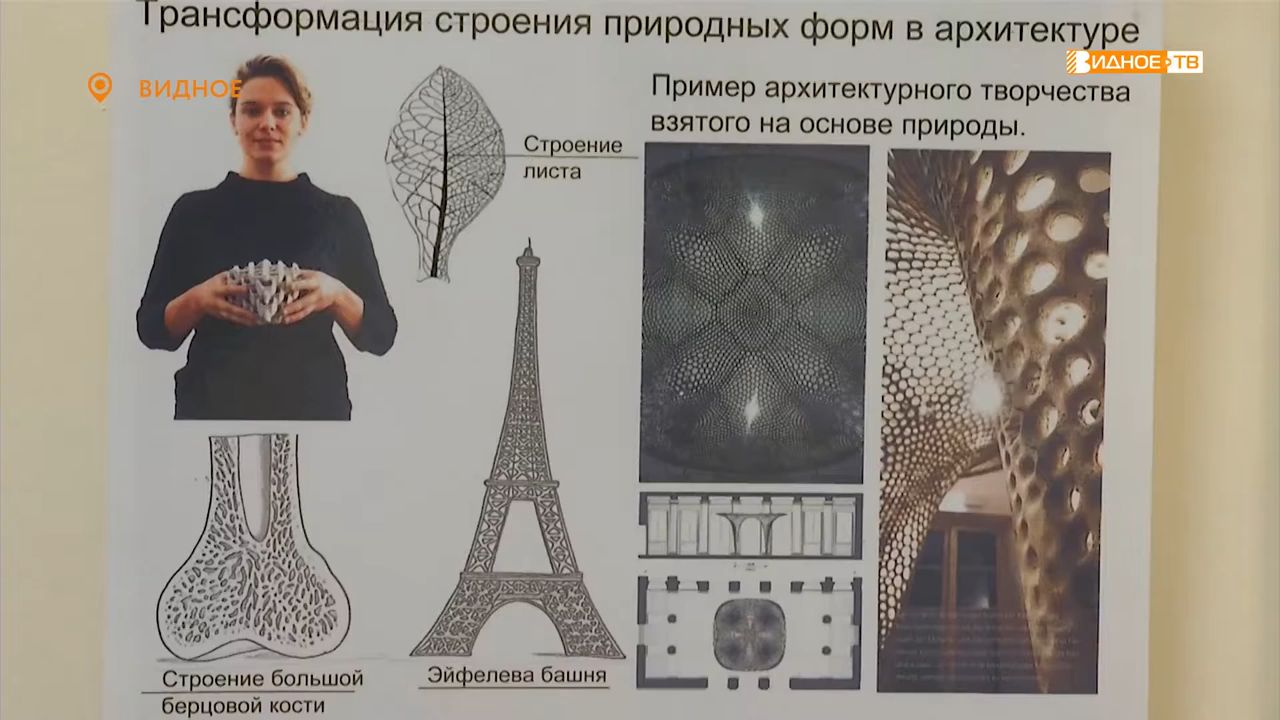 Трансформация строения природных форм в архитектуре
ВИДНОЕ
ВИДНОЕ ТВ
Пример архитектурного творчества
взятого на основе природы.
Строение
листа
Строение большой
берцовой кости
Эйфелева башня